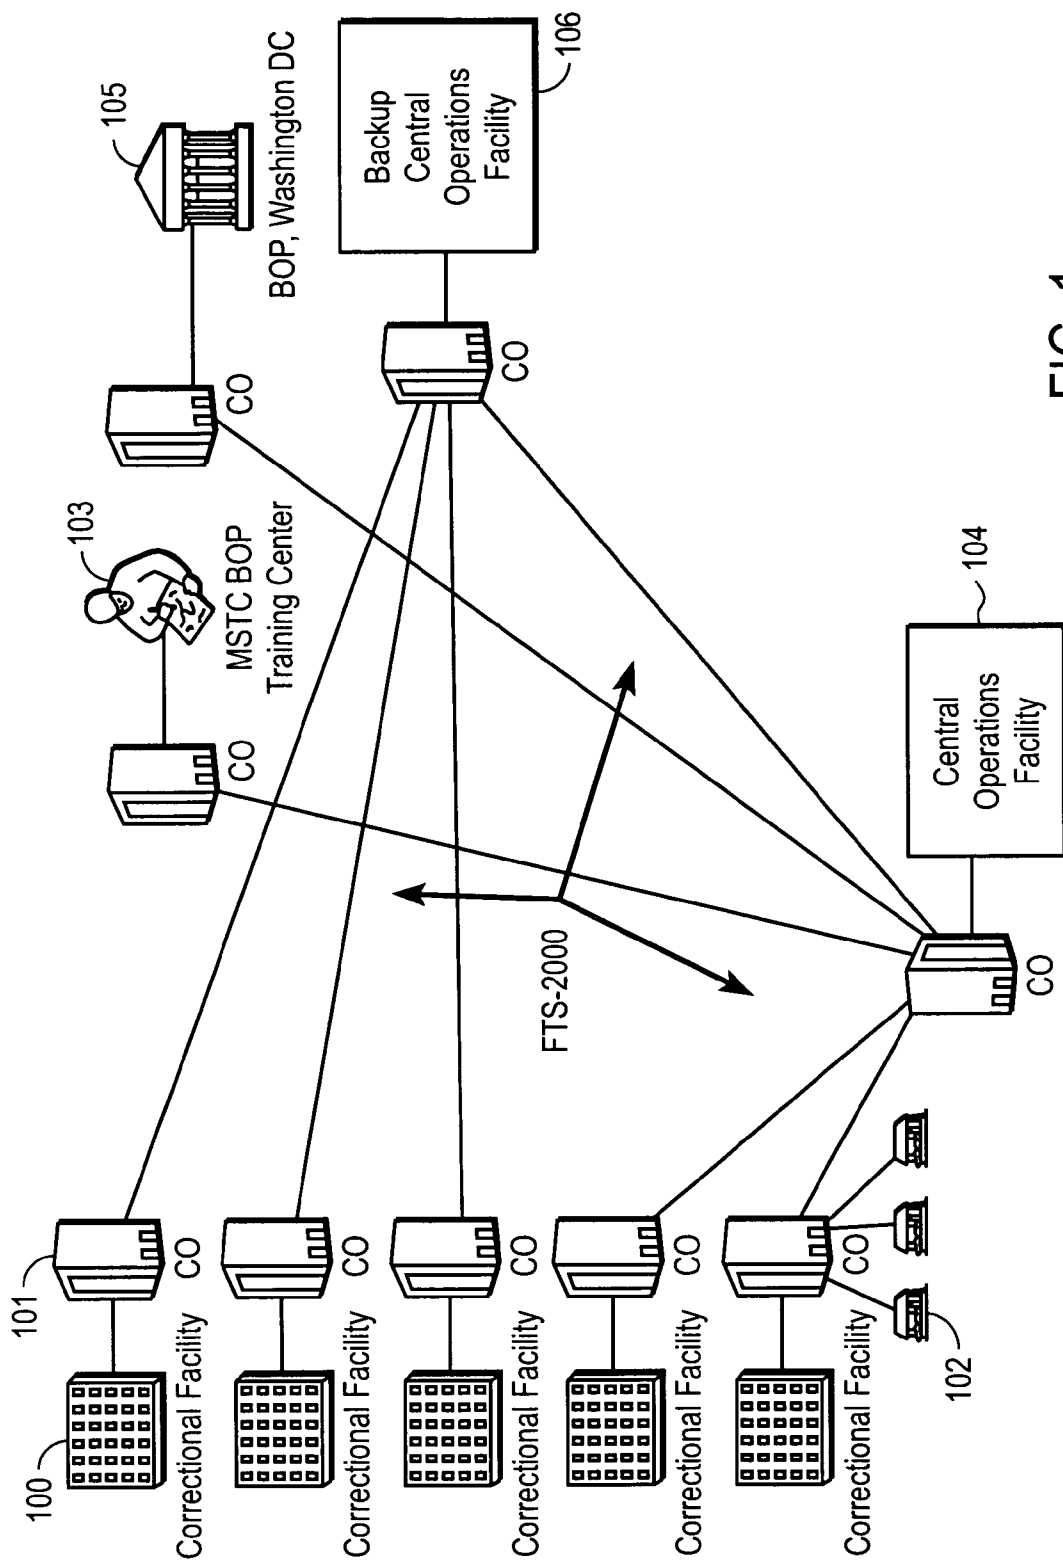 100
101
103
105
Correctional Facility
CO
CO
MSTC BOP
Training Center
CO
BOP, Washington DC
Correctional Facility
CO
Backup
Central
Operations
Facility
106
CO
Correctional Facility
CO
FTS-2000
Correctional Facility
CO
Correctional Facility
CO
102
CO
Central
Operations
Facility
104
FIG. 1